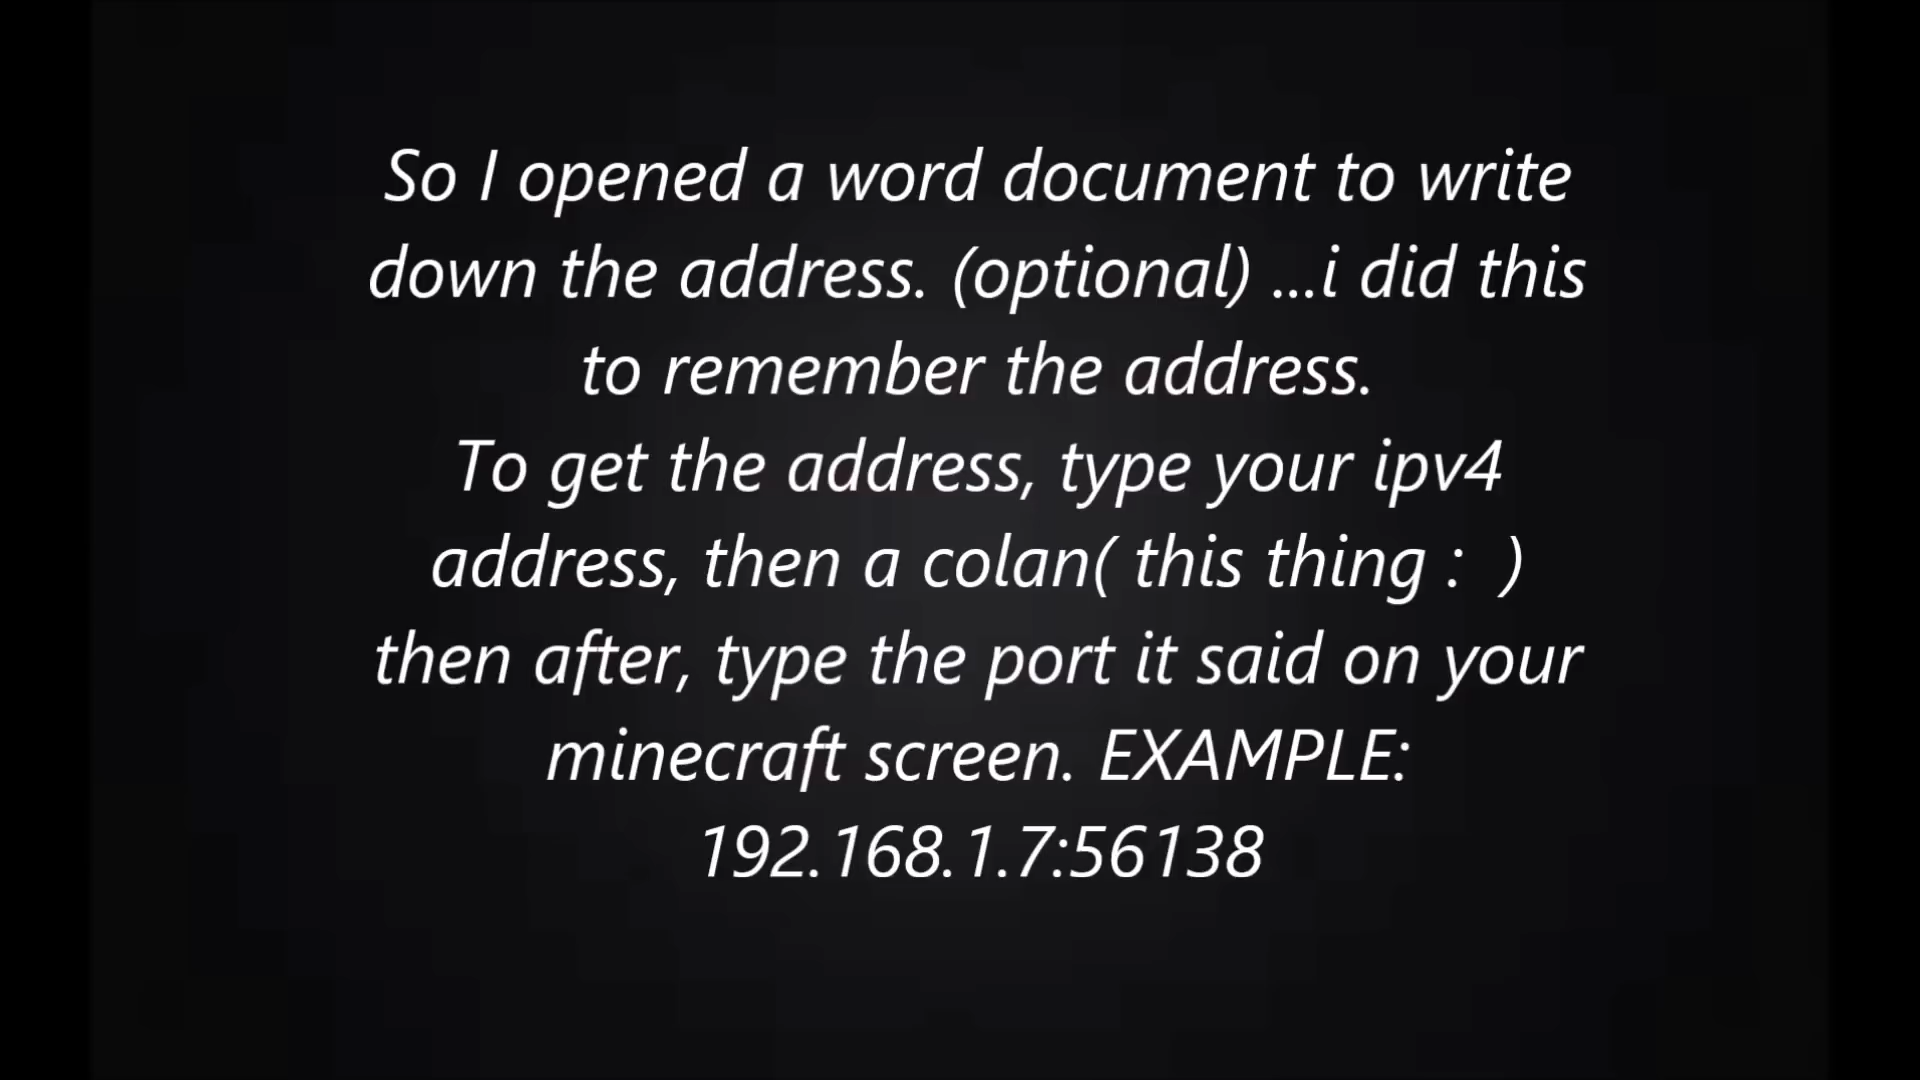 So I opened a word document to write
down the address. (optional) ...i did this
to remember the address.
To get the address, type your ipv4
address, then a colan( this thing :  )
then after, type the port it said on your
minecraft screen. EXAMPLE:
192.168.1.7:56138